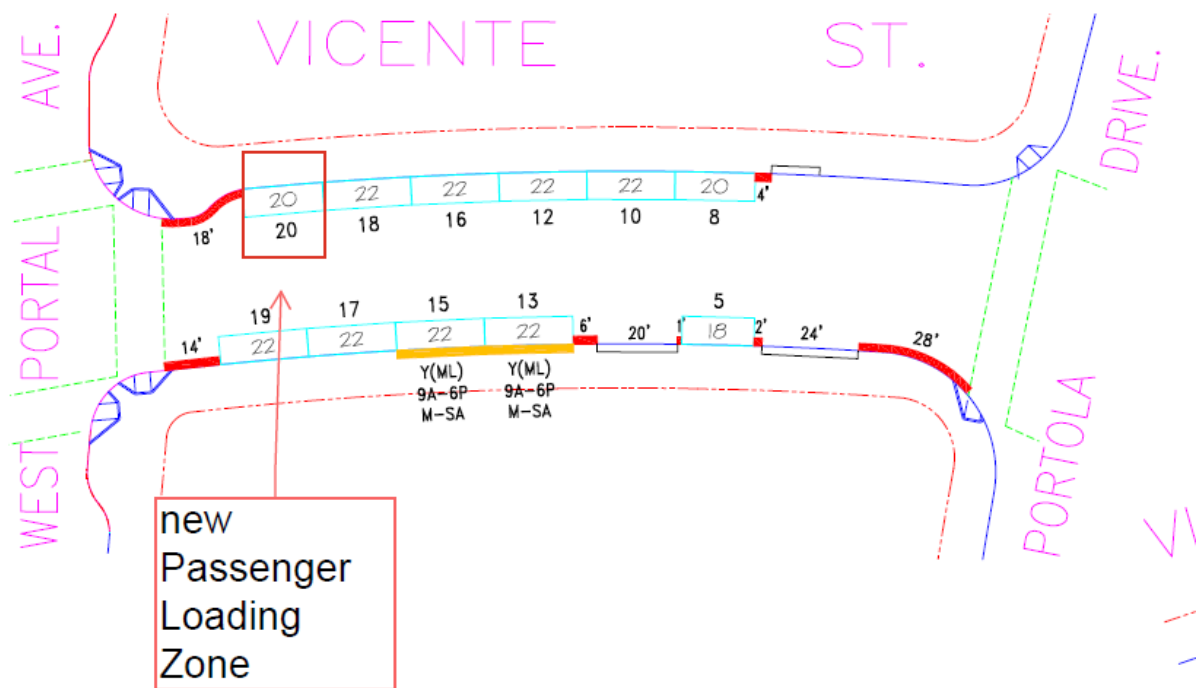 VICENTE ST.
WEST PORTAL AVE.
PORTOLA DRIVE.
20 22 22 22 22 20
18' 20 18 16 12 10 8 4'
19 17 15 13 5
14' 22 22 22 22 6' 20' 1' 18 2' 24' 28'
Y(ML) Y(ML)
9A-6P 9A-6P
M-SA M-SA
new
Passenger
Loading
Zone